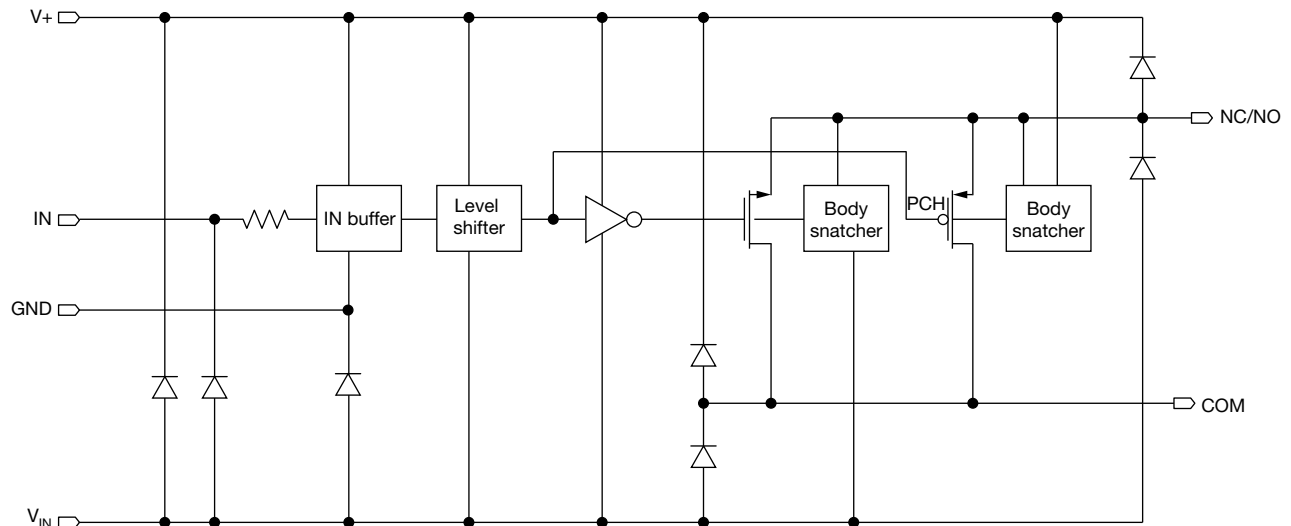 V+
NC/NO
IN
IN buffer
Level
shifter
Body
snatcher
PCH
Body
snatcher
GND
COM
VIN